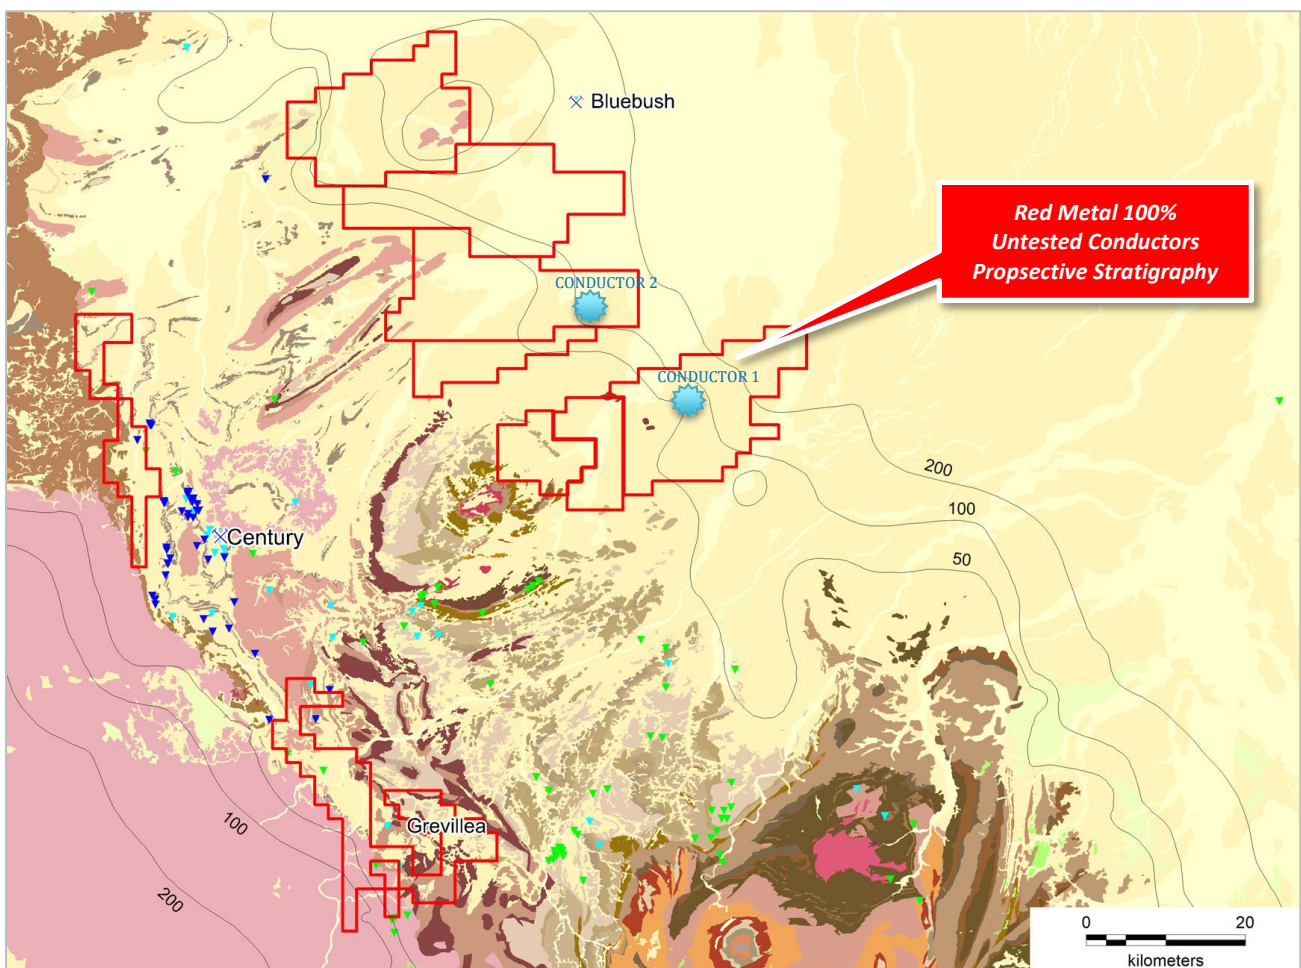 Bluebush
Red Metal 100%
Untested Conductors
Propsective Stratigraphy
CONDUCTOR 2
CONDUCTOR 1
200
100
50
Century
Grevillea
100
200
0 20
kilometers